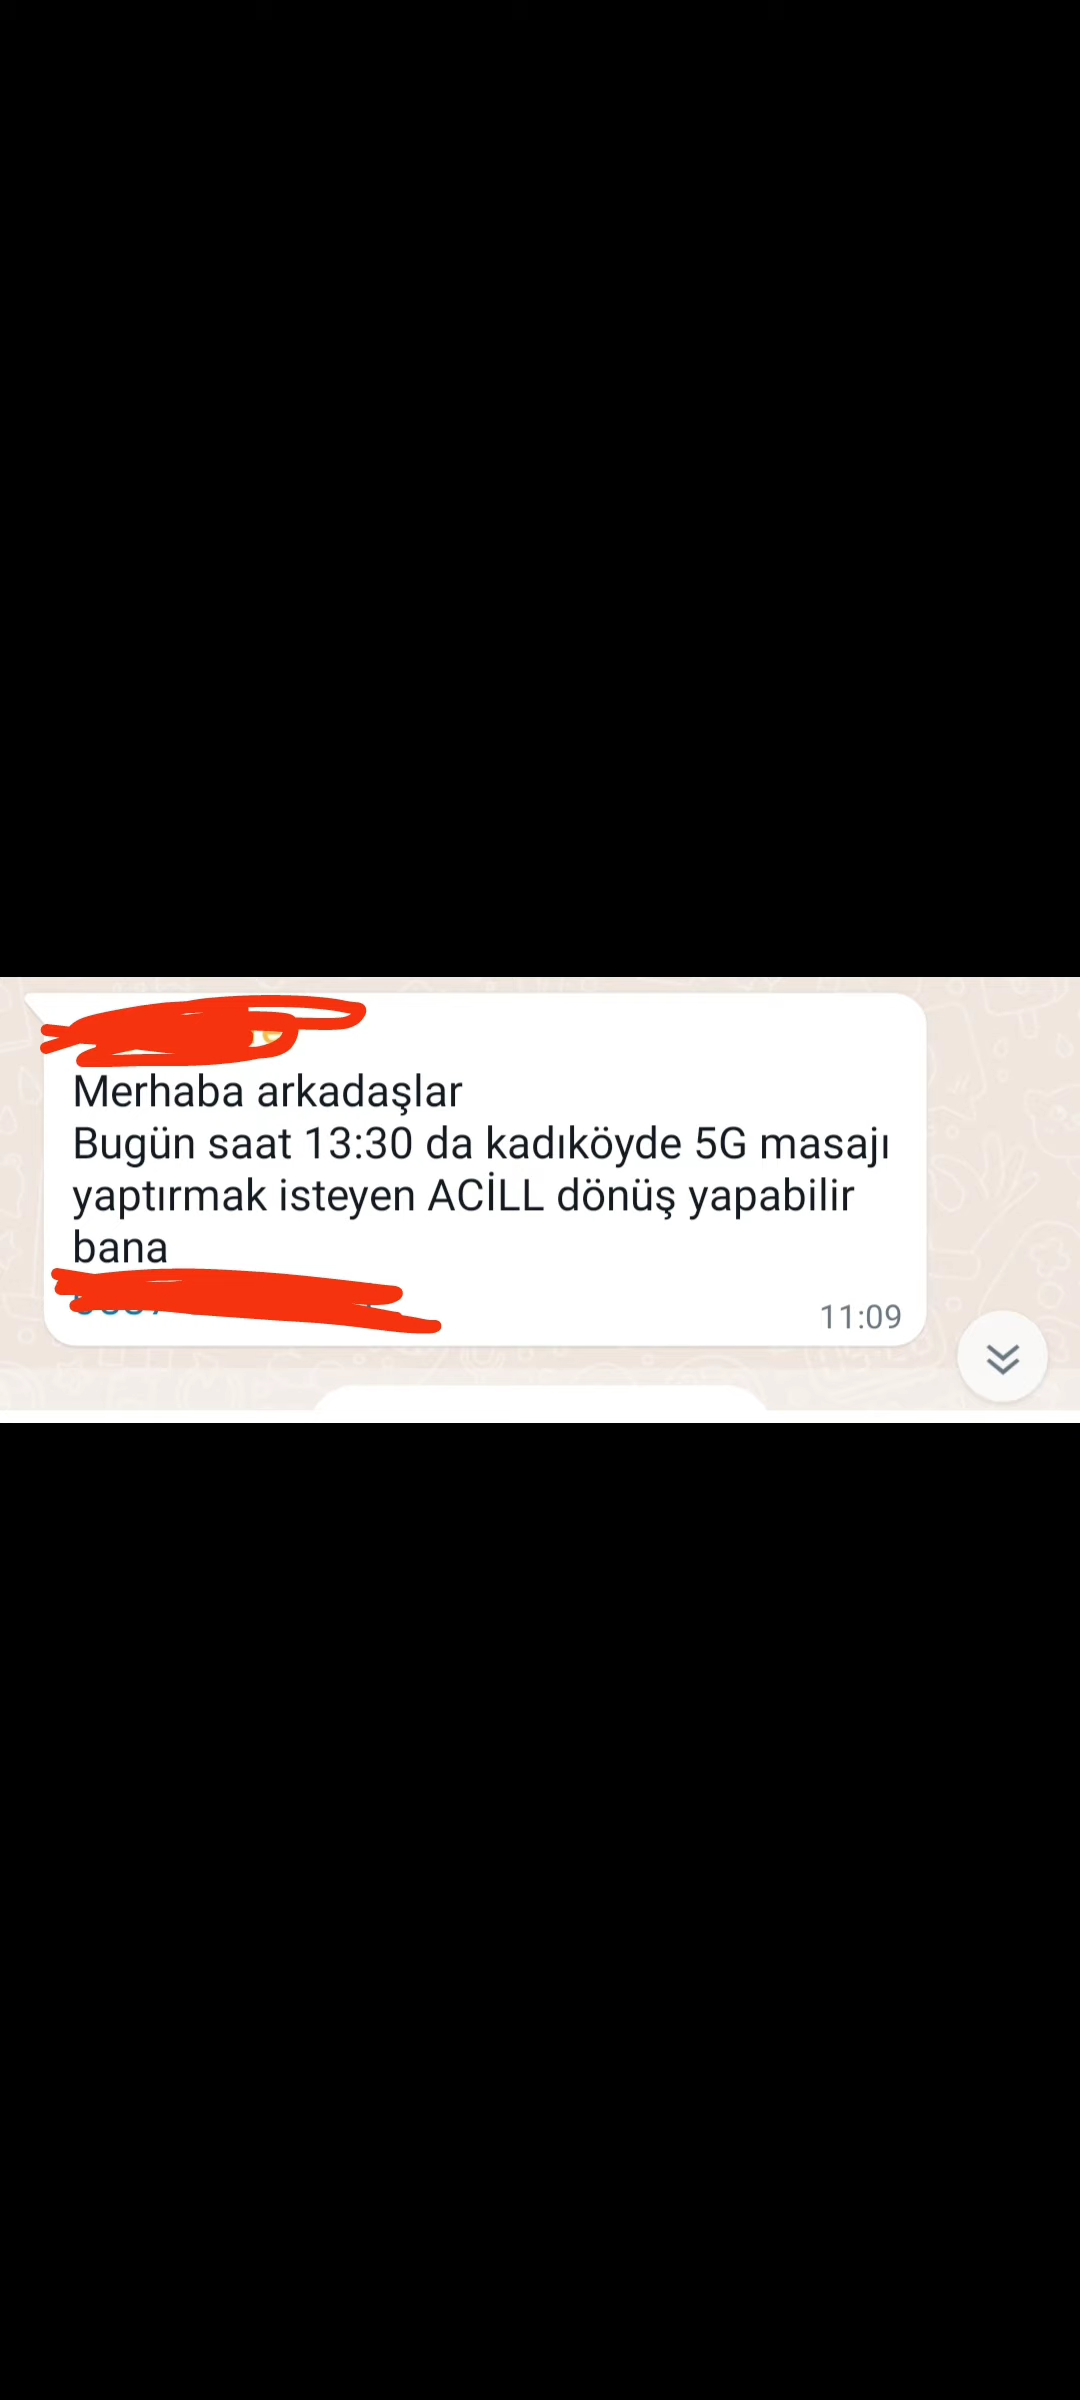 Merhaba arkadaşlar
Bugün saat 13:30 da kadıköyde 5G masajı
yaptırmak isteyen ACİLL dönüş yapabilir
bana
11:09